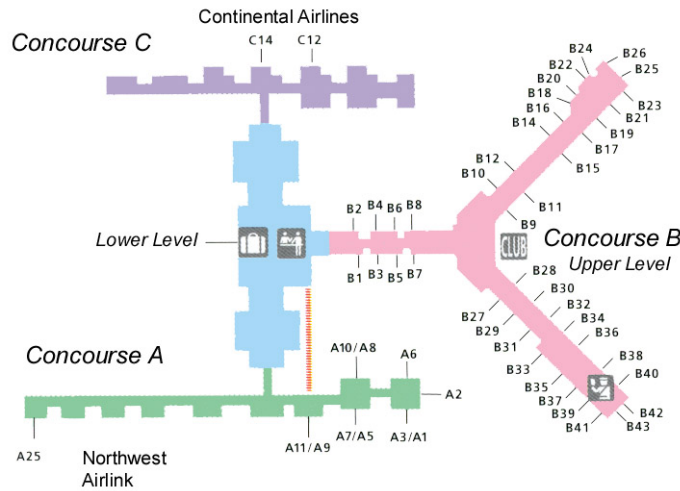 Continental Airlines
Concourse C
C14
C12
B24
B26
B22
B25
B20
B18
B23
B16
B21
B14
B19
B17
B12
B15
B10
B11
B9
B2
B4
B6
B8
Lower Level
CLUB
Concourse B
Upper Level
B1
B3
B5
B7
B28
B30
B27
B32
B29
B34
B31
B36
Concourse A
A10/A8
A6
B33
B38
B35
B40
A2
B37
B39
B42
B41
B43
A7/A5
A3/A1
A11/A9
A25
Northwest
Airlink